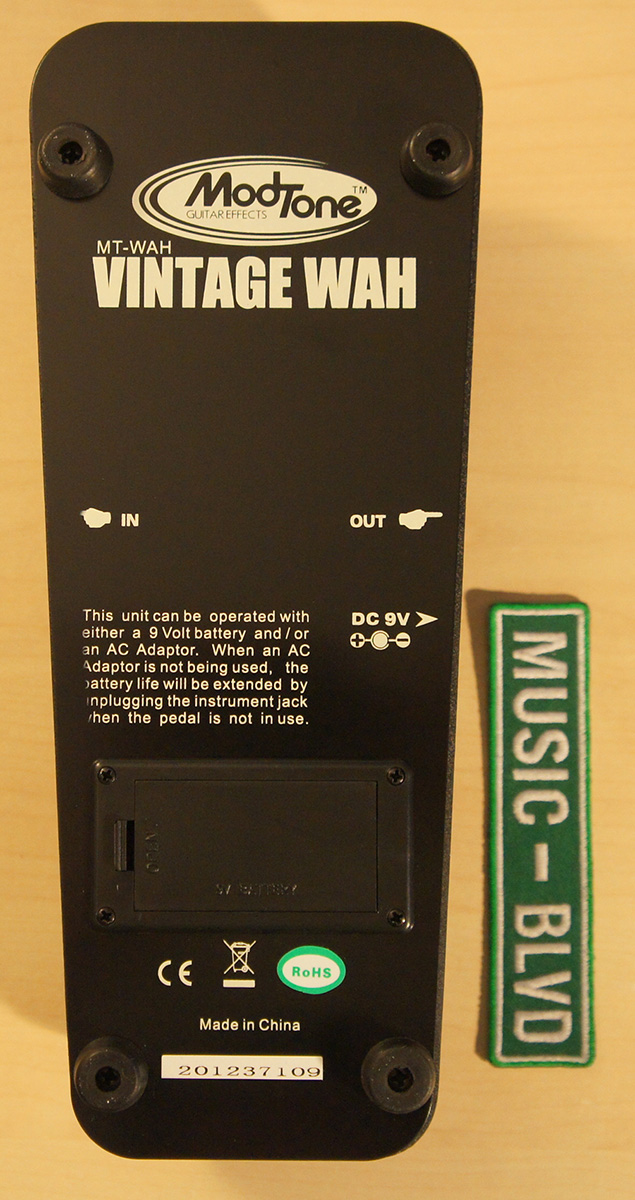 ModTone™
GUITAR EFFECTS
MT-WAH
VINTAGE WAH
IN
OUT
This unit can be operated with
either a 9 Volt battery and / or
an AC Adaptor. When an AC
Adaptor is not being used, the
battery life will be extended by
unplugging the instrument jack
when the pedal is not in use.
DC 9V
OPEN
9V BATTERY
CE
RoHS
Made in China
201237109
MUSIC - BLVD